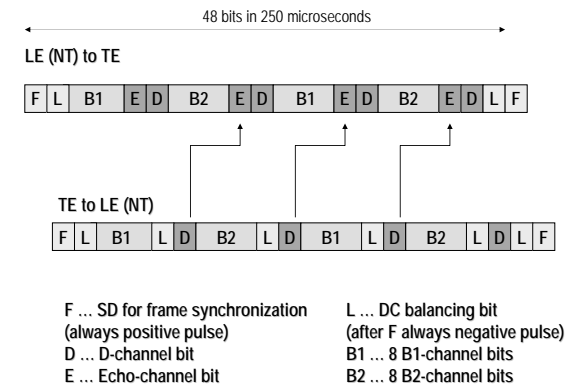 48 bits in 250 microseconds
LE (NT) to TE
F L B1 E D B2 E D B1 E D B2 E D L F
TE to LE (NT)
F L B1 L D B2 L D B1 L D B2 L D L F
F ... SD for frame synchronization
(always positive pulse)
D ... D-channel bit
E ... Echo-channel bit
L ... DC balancing bit
(after F always negative pulse)
B1 ... 8 B1-channel bits
B2 ... 8 B2-channel bits